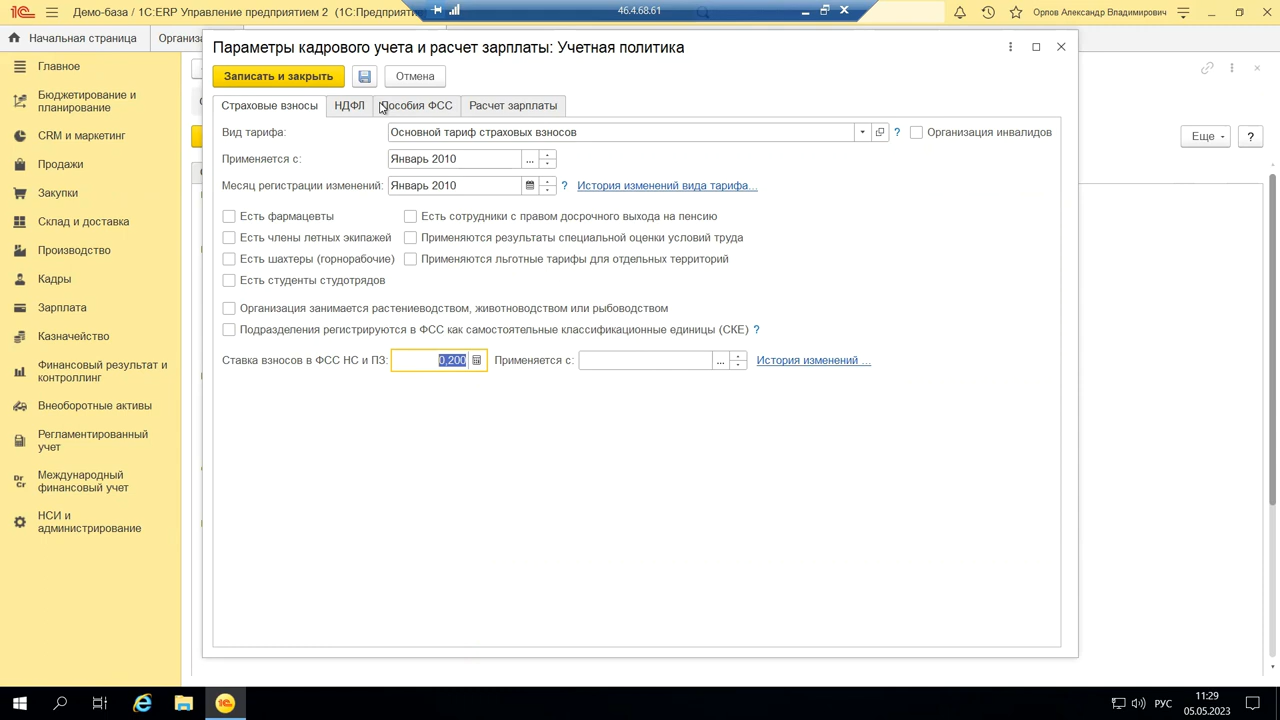 Демо-база / 1С:ERP Управление предприятием 2 (1С:Предприятие
46.4.68.61
Орлов Александр Владимирович
Начальная страница
Организа
Главное
Бюджетирование и
планирование
CRM и маркетинг
Продажи
Закупки
Склад и доставка
Производство
Кадры
Зарплата
Казначейство
Финансовый результат и
контроллинг
Внеоборотные активы
Регламентированный
учет
Международный
финансовый учет
НСИ и
администрирование
Параметры кадрового учета и расчет зарплаты: Учетная политика
Записать и закрыть
Отмена
Страховые взносы
НДФЛ
Пособия ФСС
Расчет зарплаты
Вид тарифа:
Основной тариф страховых взносов
?
Организация инвалидов
Применяется с:
Январь 2010
...
Месяц регистрации изменений:
Январь 2010
?
История изменений вида тарифа...
Есть фармацевты
Есть сотрудники с правом досрочного выхода на пенсию
Есть члены летных экипажей
Применяются результаты специальной оценки условий труда
Есть шахтеры (горнорабочие)
Применяются льготные тарифы для отдельных территорий
Есть студенты студотрядов
Организация занимается растениеводством, животноводством или рыбоводством
Подразделения регистрируются в ФСС как самостоятельные классификационные единицы (СКЕ)
?
Ставка взносов в ФСС НС и ПЗ:
0,200
Применяется с:
...
История изменений ...
Еще
?
РУС
11:29
05.05.2023